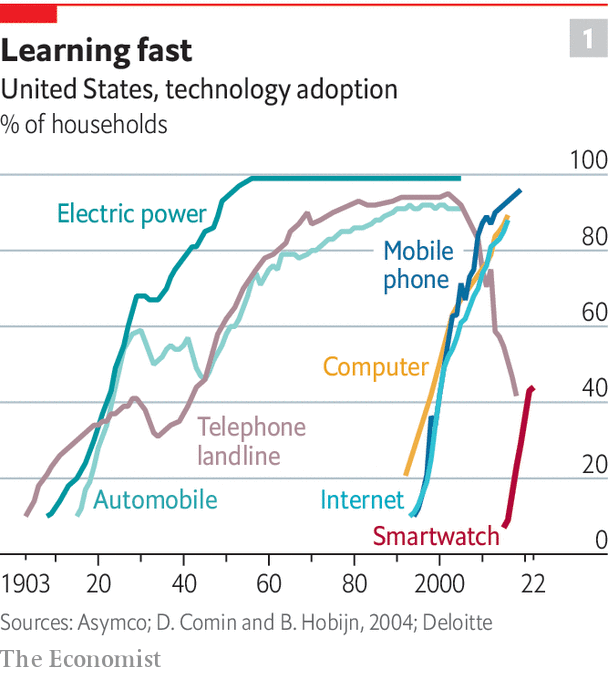 1
Learning fast
United States, technology adoption
% of households
100
Electric power
80
Mobile
phone
60
Computer
40
Telephone
landline
20
Automobile
Internet
Smartwatch
0
1903 20 40 60 80 2000 22
Sources: Asymco; D. Comin and B. Hobijn, 2004; Deloitte
The Economist